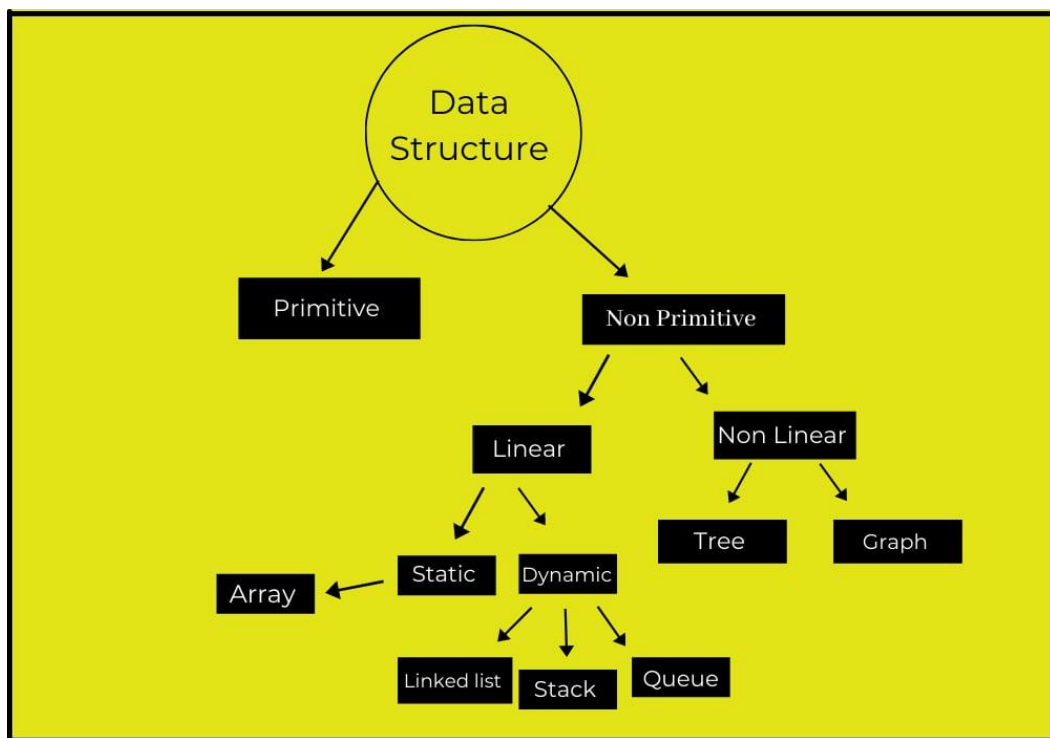 Data
Structure
Primitive
Non Primitive
Linear
Non Linear
Tree
Graph
Static
Dynamic
Array
Linked list
Stack
Queue